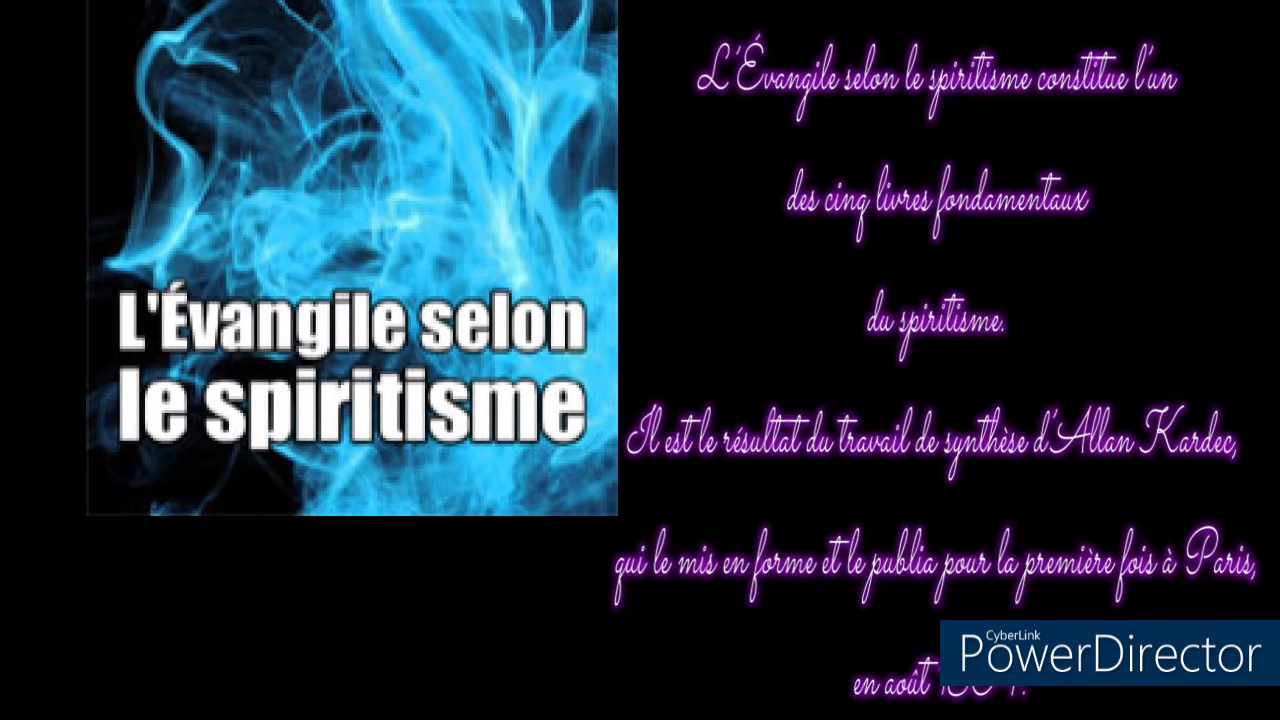 L'Évangile selon
le spiritisme
L'Évangile selon le spiritisme constitue l'un
des cinq livres fondamentaux
du spiritisme.
Il est le résultat du travail de synthèse d'Allan Kardec,
qui le mis en forme et le publia pour la première fois à Paris,
en août
CyberLink
PowerDirector